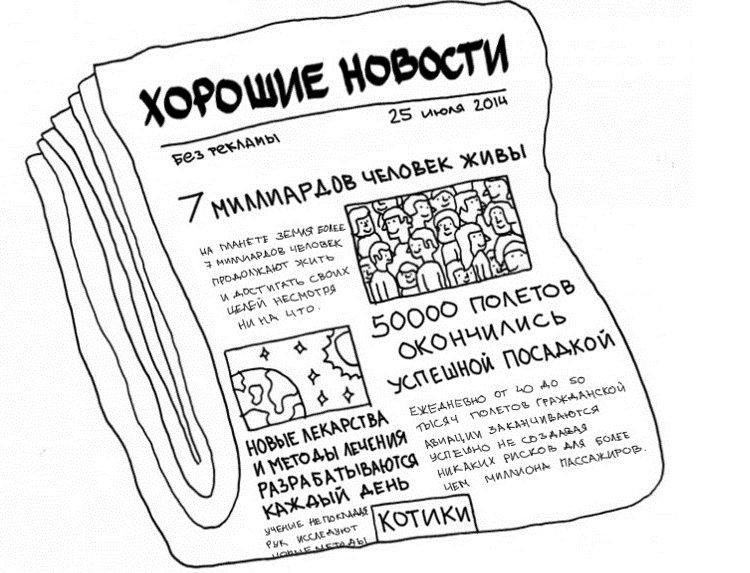 ХОРОШИЕ НОВОСТИ
25 июля 2014
Без рекламы
7 МИЛЛИАРДОВ ЧЕЛОВЕК ЖИВЫ
НА ПЛАНЕТЕ ЗЕМЛЯ БОЛЕЕ
7 МИЛЛИАРДОВ ЧЕЛОВЕК
ПРОДОЛЖАЮТ ЖИТЬ
И ДОСТИГАТЬ СВОИХ
ЦЕЛЕЙ НЕСМОТРЯ
НИ НА ЧТО.
50000 ПОЛЕТОВ
ОКОНЧИЛИСЬ
УСПЕШНОЙ ПОСАДКОЙ
ЕЖЕДНЕВНО ОТ 40 ДО 50
ТЫСЯЧ ПОЛЕТОВ ГРАЖДАНСКОЙ
АВИАЦИИ ЗАКАНЧИВАЮТСЯ
УСПЕШНО НЕ СОЗДАВАЯ
НИКАКИХ РИСКОВ ДЛЯ БОЛЕЕ
ЧЕМ МИЛЛИОНА ПАССАЖИРОВ.
НОВЫЕ ЛЕКАРСТВА
И МЕТОДЫ ЛЕЧЕНИЯ
РАЗРАБАТЫВАЮТСЯ
КАЖДЫЙ ДЕНЬ
УЧЕНИЕ НЕ ПОКЛАДАЯ
РУК ИССЛЕДУЮТ
НОВЫЕ МЕТОДЫ
КОТИКИ